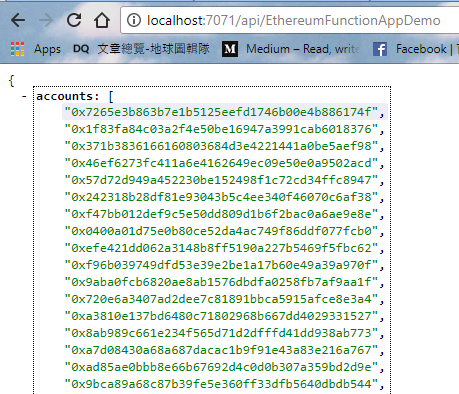 localhost:7071/api/EthereumFunctionAppDemo
Apps DQ 文章總覽-地球圖輯隊 Medium – Read, write Facebook
{
- accounts: [
"0x7265e3b863b7e1b5125eefd1746b00e4b886174f",
"0x1f83fa84c03a2f4e50be16947a3991cab6018376",
"0x371b3836166160803684d3e4221441a0be5aef98",
"0x46ef6273fc411a6e4162649ec09e50e0a9502acd",
"0x57d72d949a452230be152498f1c72cd34ffc8947",
"0x242318b28df81e93043b5c4ee340f46070c6af38",
"0xf47bb012def9c5e50dd809d1b6f2bac0a6ae9e8e",
"0x0400a01d75e0b80ce52da4ac749f86ddf077fcb0",
"0xefe421dd062a3148b8ff5190a227b5469f5fbc62",
"0xf96b039749dfd53e39e2be1a17b60e49a39a970f",
"0x9aba0fcb6820ae8ab1576dbdfa0258fb7af9aa1f",
"0x720e6a3407ad2dee7c81891bbca5915afce8e3a4",
"0xa3810e137bd6480c71802968b667dd4029331527",
"0x8ab989c661e234f565d71d2dfffd41dd938ab773",
"0xa7d08430a68a687dacac1b9f91e43a83e216a767",
"0xad85ae0bbb8e66b67692d4c0d0b307a359bd2d9e",
"0x9bca89a68c87b39fe5e360ff33dfb5640dbdb544",